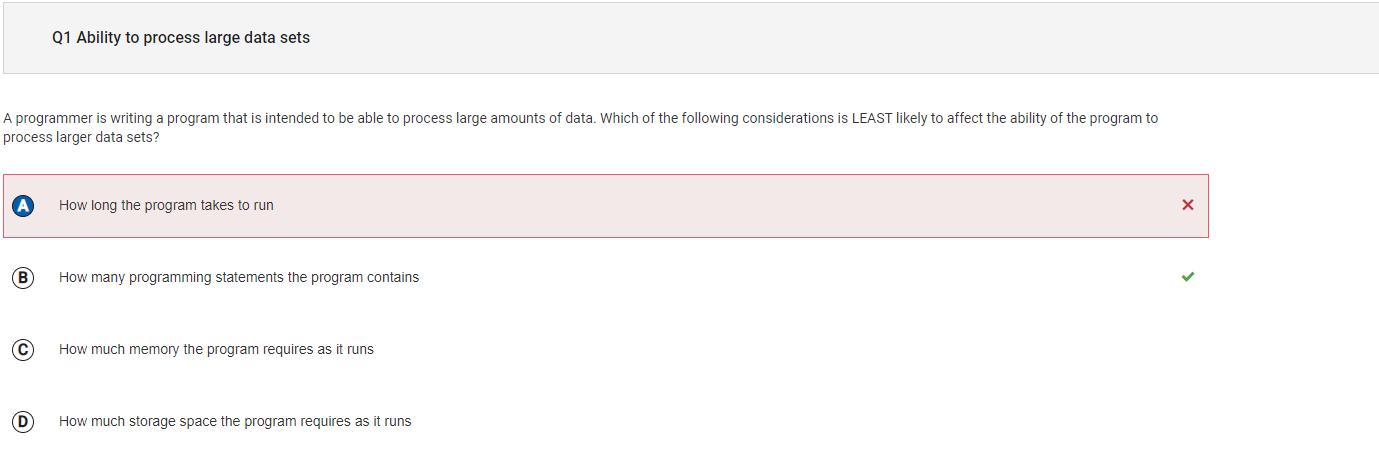 Q1 Ability to process large data sets
A programmer is writing a program that is intended to be able to process large amounts of data. Which of the following considerations is LEAST likely to affect the ability of the program to
process larger data sets?
A How long the program takes to run
B How many programming statements the program contains
C How much memory the program requires as it runs
D How much storage space the program requires as it runs